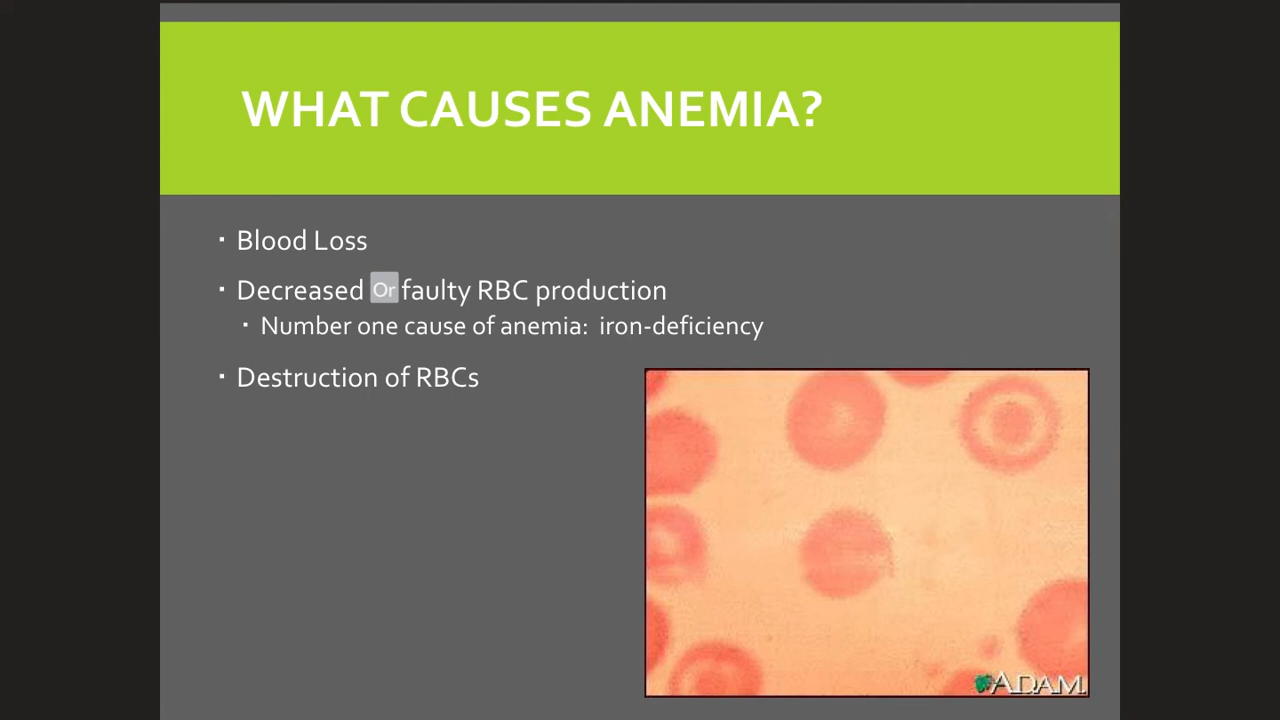 WHAT CAUSES ANEMIA?
▪ Blood Loss
▪ Decreased Or faulty RBC production
▪ Number one cause of anemia:  iron-deficiency
▪ Destruction of RBCs
ADAM.